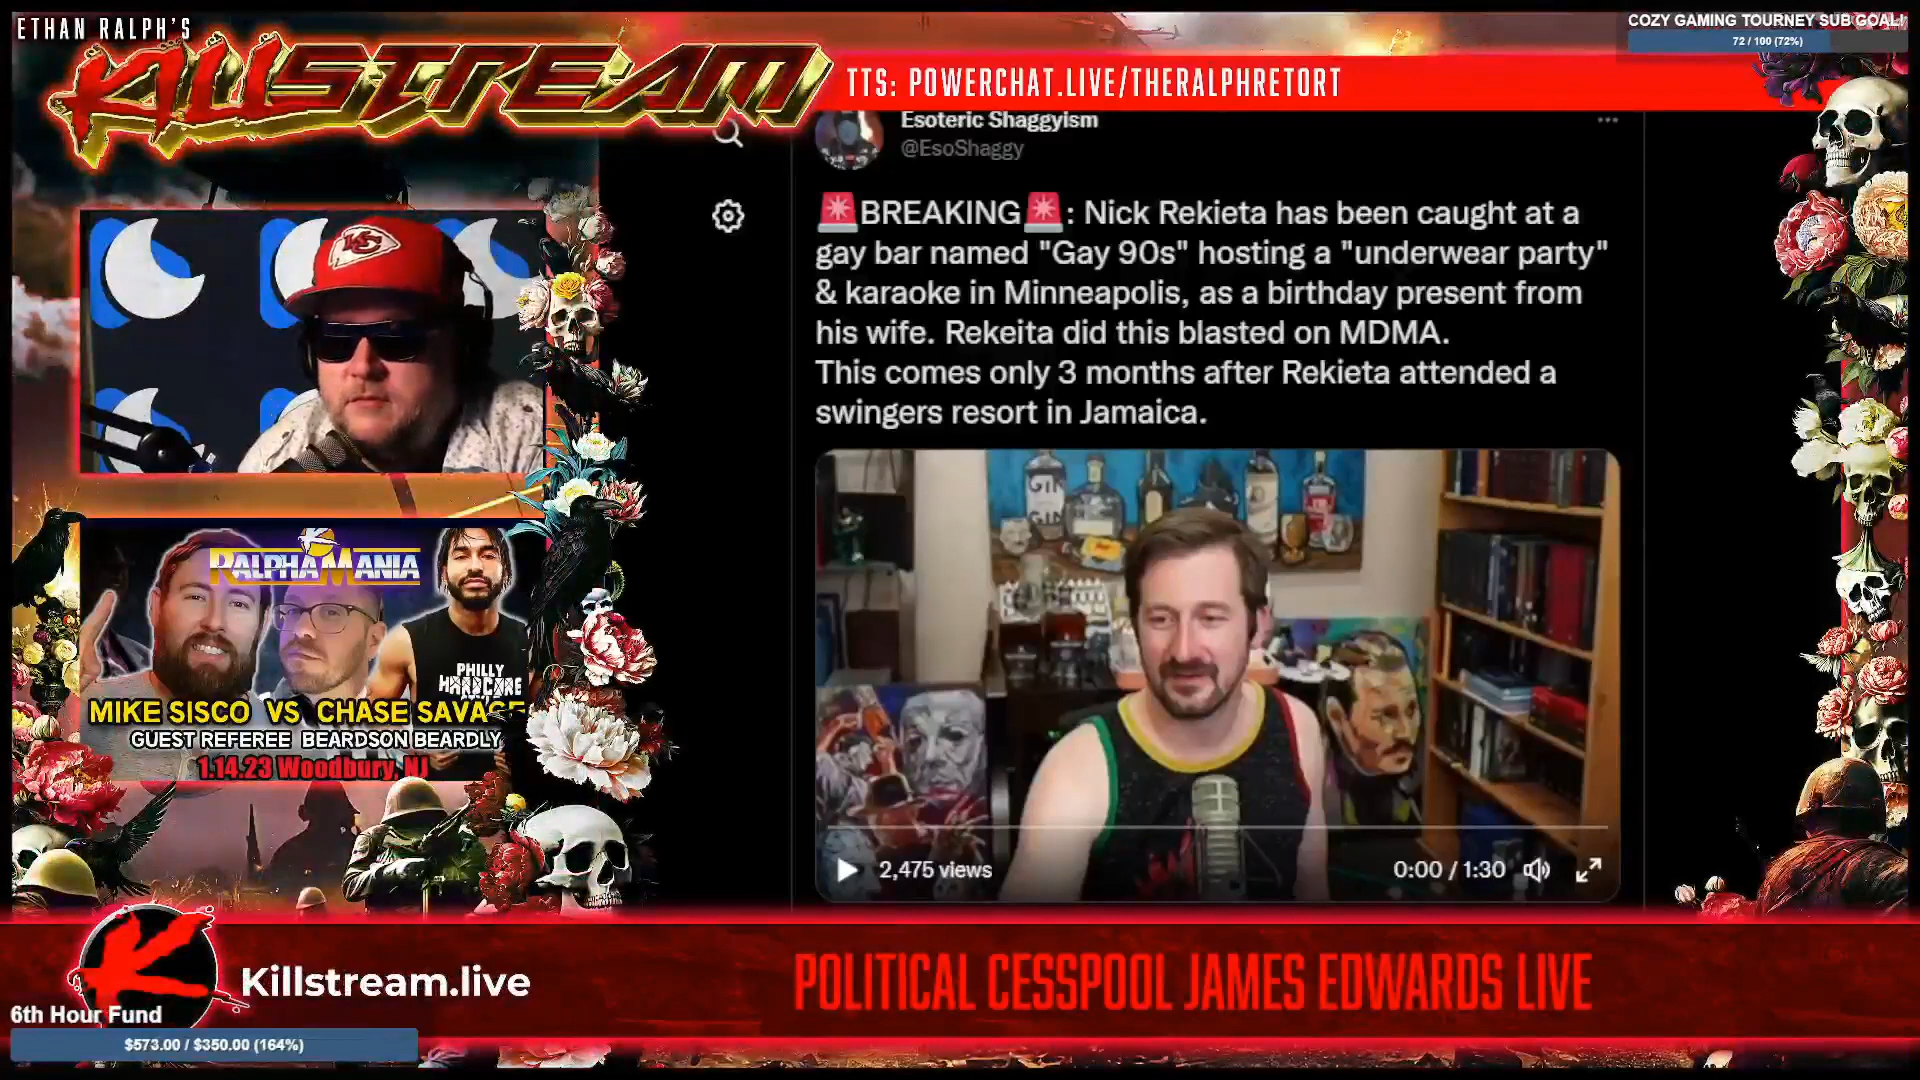 ETHAN RALPH'S
KILLSTREAM
TTS: POWERCHAT.LIVE/THERALPHRETORT
COZY GAMING TOURNEY SUB GOAL!
72 / 100 (72%)
Esoteric Shaggyism
@EsoShaggy
🚨BREAKING🚨: Nick Rekieta has been caught at a
gay bar named "Gay 90s" hosting a "underwear party"
& karaoke in Minneapolis, as a birthday present from
his wife. Rekeita did this blasted on MDMA.
This comes only 3 months after Rekieta attended a
swingers resort in Jamaica.
KC
GIN
GIN
2,475 views
0:00 / 1:30
RALPHAMANIA
PHILLY
HARDCORE
MIKE SISCO VS CHASE SAVAGE
GUEST REFEREE BEARDSON BEARDLY
1.14.23 Woodbury, NJ
K
Killstream.live
POLITICAL CESSPOOL JAMES EDWARDS LIVE
6th Hour Fund
$573.00 / $350.00 (164%)